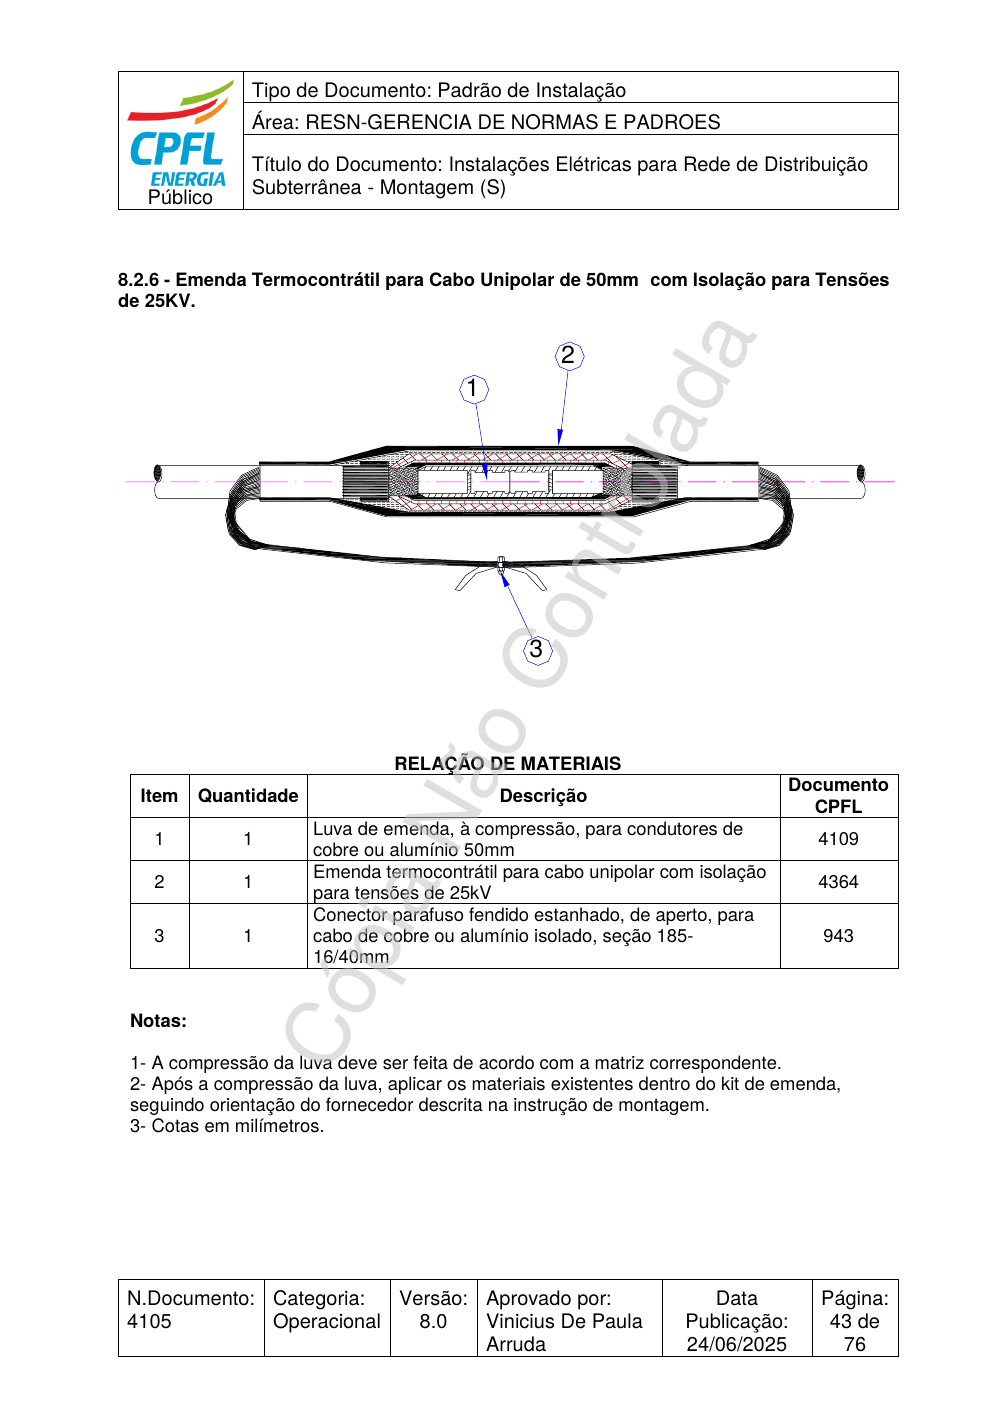 CPFL
ENERGIA
Público
Tipo de Documento: Padrão de Instalação
Área: RESN-GERENCIA DE NORMAS E PADROES
Título do Documento: Instalações Elétricas para Rede de Distribuição
Subterrânea - Montagem (S)
8.2.6 - Emenda Termocontrátil para Cabo Unipolar de 50mm com Isolação para Tensões
de 25KV.
2
1
3
Cópia Não Controlada
RELAÇÃO DE MATERIAIS
Item Quantidade Descrição Documento
CPFL
1 1 Luva de emenda, à compressão, para condutores de
cobre ou alumínio 50mm 4109
2 1 Emenda termocontrátil para cabo unipolar com isolação
para tensões de 25kV 4364
3 1 Conector parafuso fendido estanhado, de aperto, para
cabo de cobre ou alumínio isolado, seção 185-
16/40mm 943
Notas:
1- A compressão da luva deve ser feita de acordo com a matriz correspondente.
2- Após a compressão da luva, aplicar os materiais existentes dentro do kit de emenda,
seguindo orientação do fornecedor descrita na instrução de montagem.
3- Cotas em milímetros.
N.Documento:
4105
Categoria:
Operacional
Versão:
8.0
Aprovado por:
Vinicius De Paula
Arruda
Data
Publicação:
24/06/2025
Página:
43 de
76